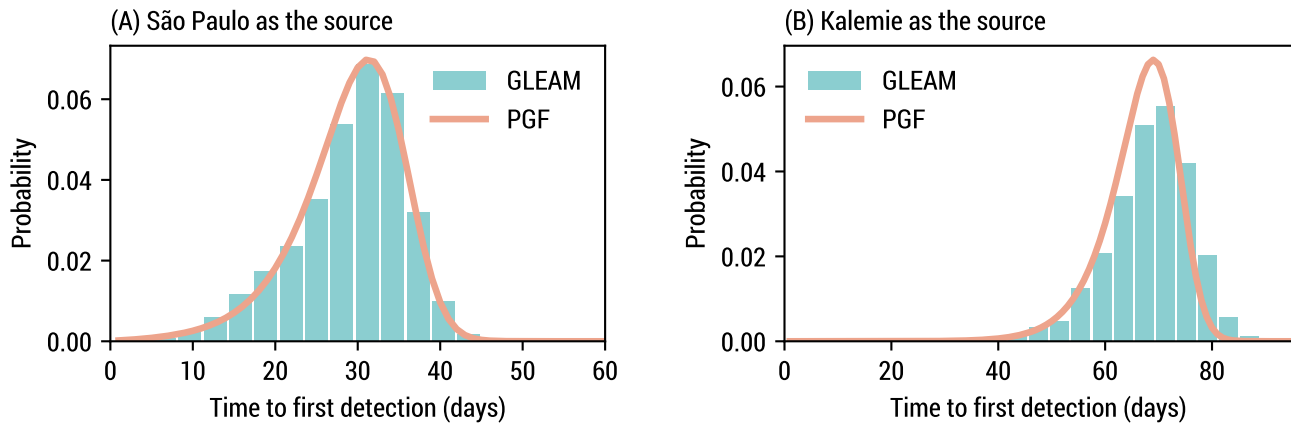 (A) São Paulo as the source
GLEAM
PGF
0.06
0.04
0.02
0.00
Probability
0 10 20 30 40 50 60
Time to first detection (days)
(B) Kalemie as the source
GLEAM
PGF
0.06
0.04
0.02
0.00
Probability
0 20 40 60 80
Time to first detection (days)